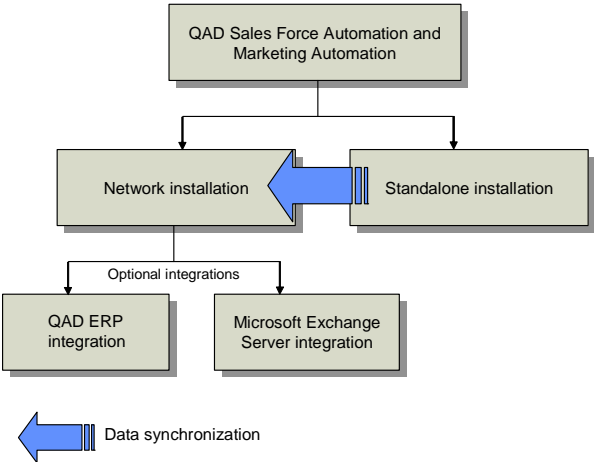 QAD Sales Force Automation and
Marketing Automation
Network installation
Standalone installation
Optional integrations
QAD ERP
integration
Microsoft Exchange
Server integration
Data synchronization